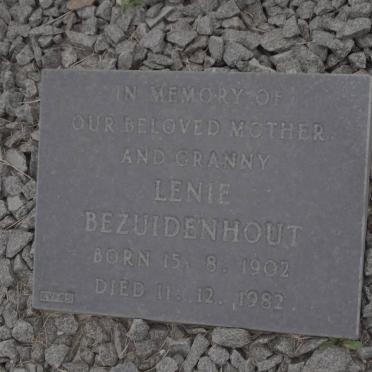 IN MEMORY OF
OUR BELOVED MOTHER
AND GRANNY
LENIE
BEZUIDENHOUT
BORN 15. 8. 1902
DIED 11. 12. 1982